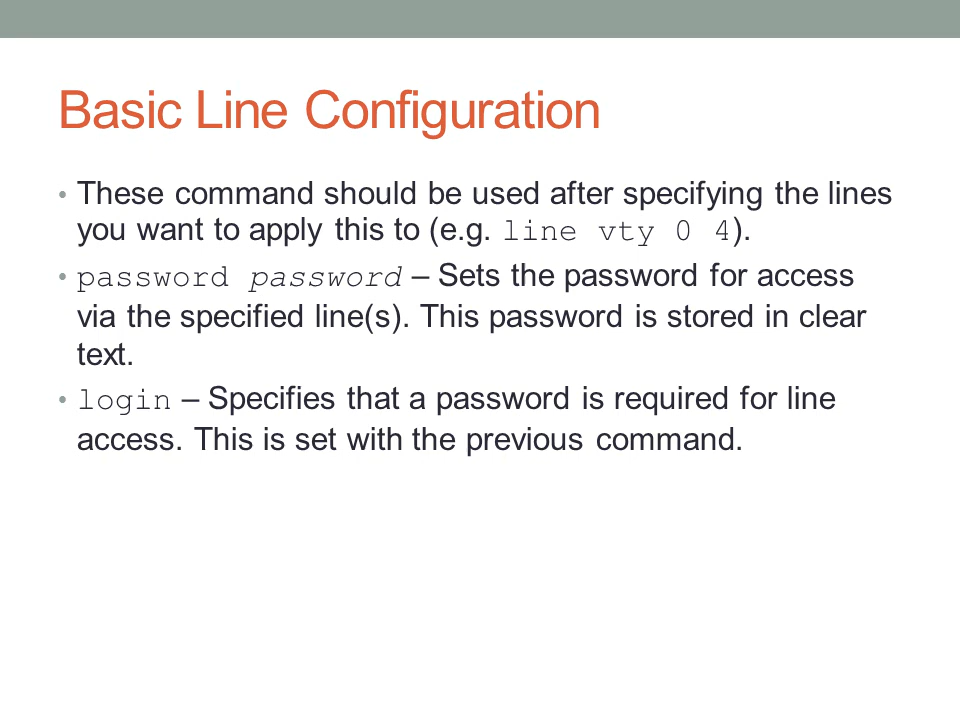 Basic Line Configuration
• These command should be used after specifying the lines
you want to apply this to (e.g. line vty 0 4).
• password password – Sets the password for access
via the specified line(s). This password is stored in clear
text.
• login – Specifies that a password is required for line
access. This is set with the previous command.